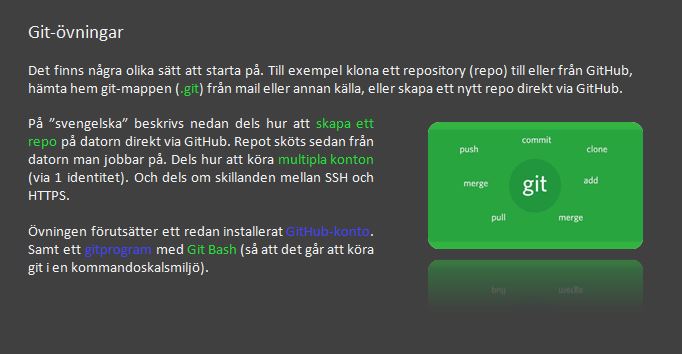 Git-övningar
Det finns några olika sätt att starta på. Till exempel klona ett repository (repo) till eller från GitHub,
hämta hem git-mappen (.git) från mail eller annan källa, eller skapa ett nytt repo direkt via GitHub.
På ”svengelska” beskrivs nedan dels hur att skapa ett
repo på datorn direkt via GitHub. Repot sköts sedan från
datorn man jobbar på. Dels hur att köra multipla konton
(via 1 identitet). Och dels om skillanden mellan SSH och
HTTPS.
Övningen förutsätter ett redan installerat GitHub-konto.
Samt ett gitprogram med Git Bash (så att det går att köra
git i en kommandoskalsmiljö).
commit
push
clone
merge
git
add
pull
merge